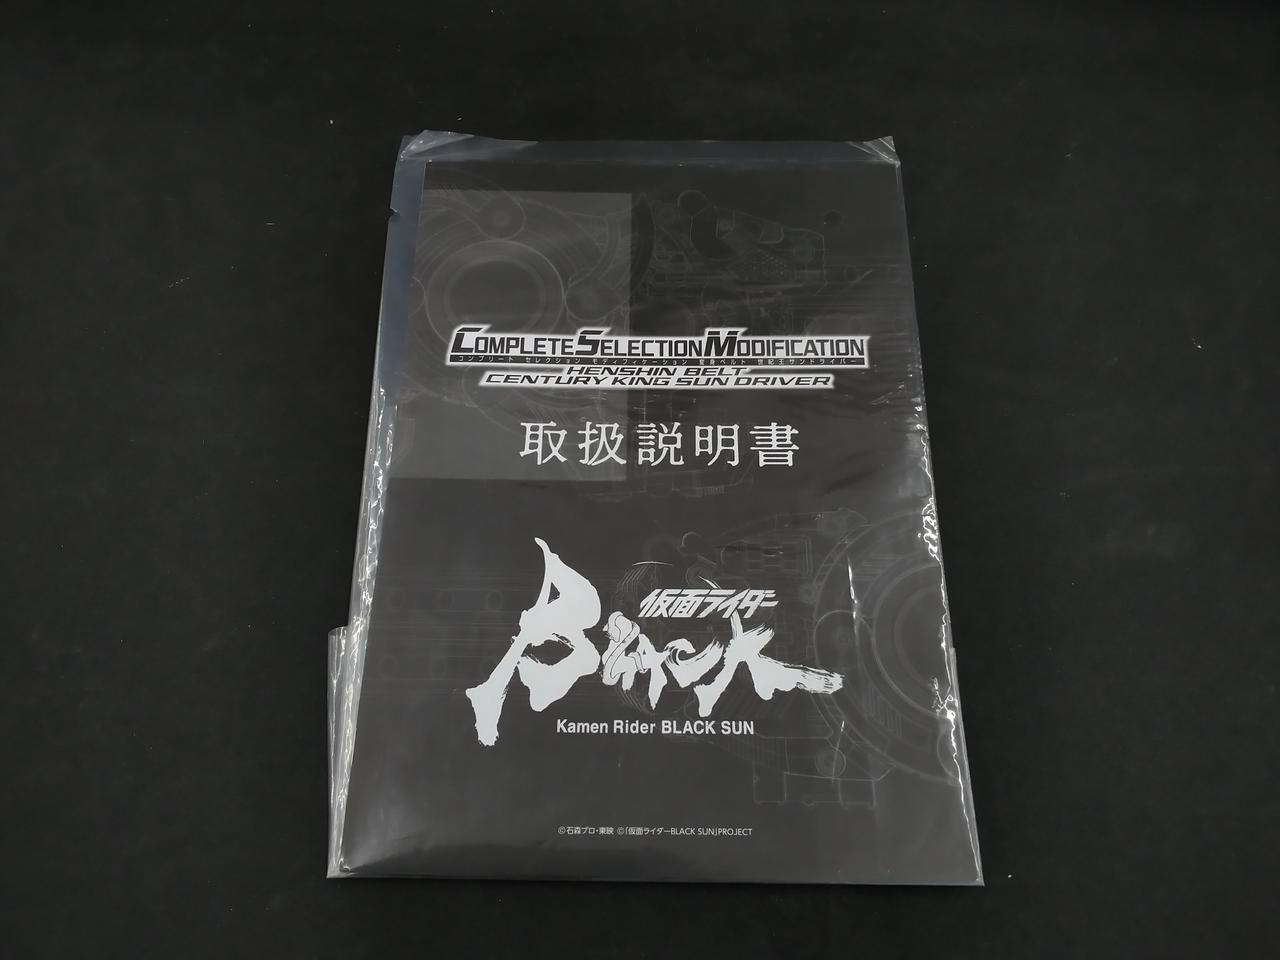 COMPLETE SELECTION MODIFICATION
コンプリート セレクション モディフィケーション 変身ベルト 世紀王サンドライバー
HENSHIN BELT
CENTURY KING SUN DRIVER
取扱説明書
仮面ライダー
BLACK
Kamen Rider BLACK SUN
©石森プロ・東映 ©「仮面ライダーBLACK SUN」PROJECT